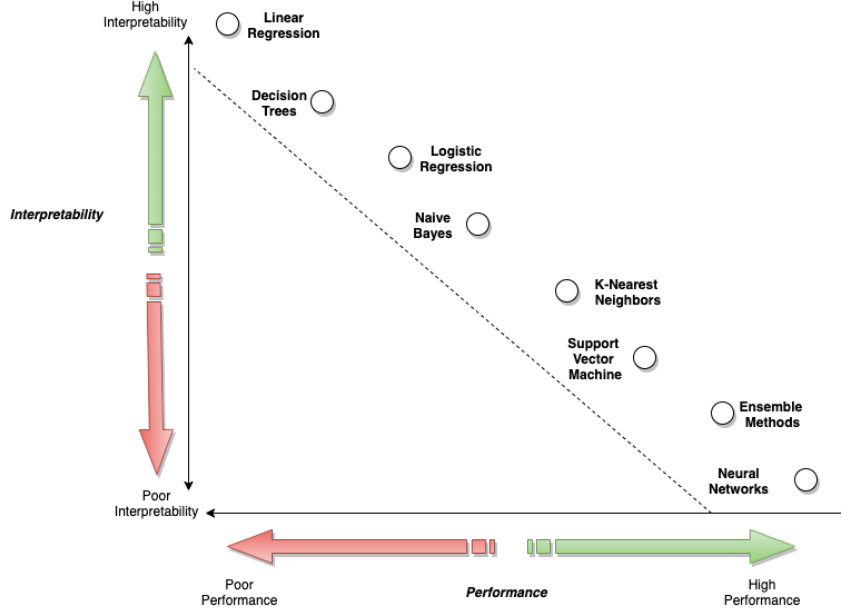 High
Interpretability
Linear
Regression
Decision
Trees
Logistic
Regression
Interpretability
Naive
Bayes
K-Nearest
Neighbors
Support
Vector
Machine
Ensemble
Methods
Neural
Networks
Poor
Interpretability
Poor
Performance
Performance
High
Performance